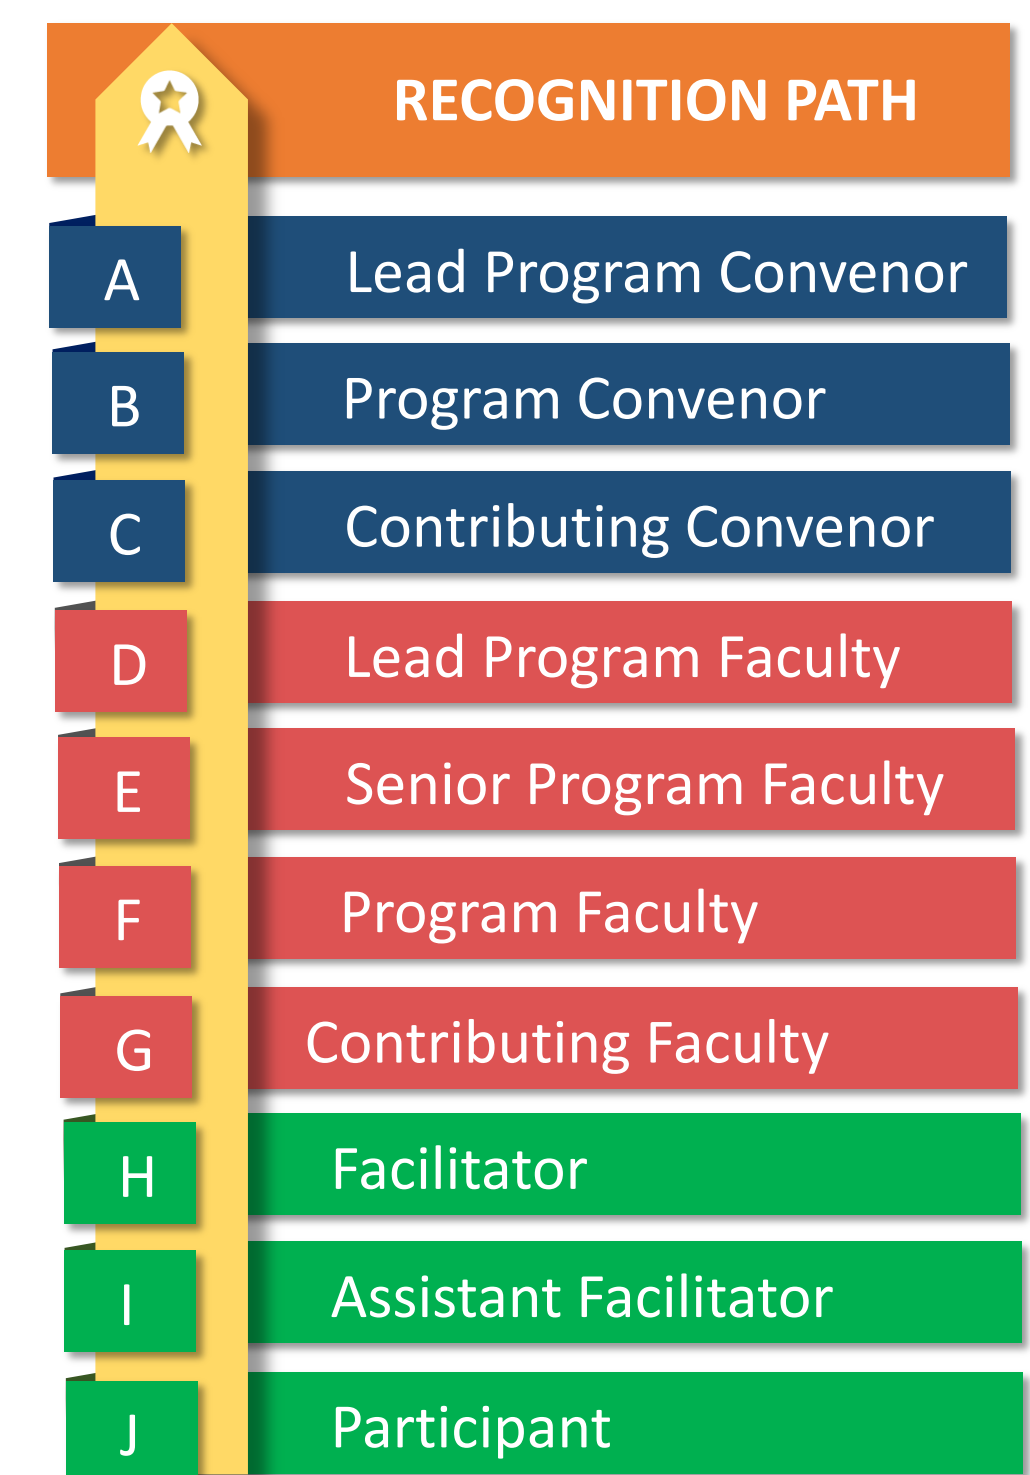 RECOGNITION PATH
A Lead Program Convenor
B Program Convenor
C Contributing Convenor
D Lead Program Faculty
E Senior Program Faculty
F Program Faculty
G Contributing Faculty
H Facilitator
I Assistant Facilitator
J Participant